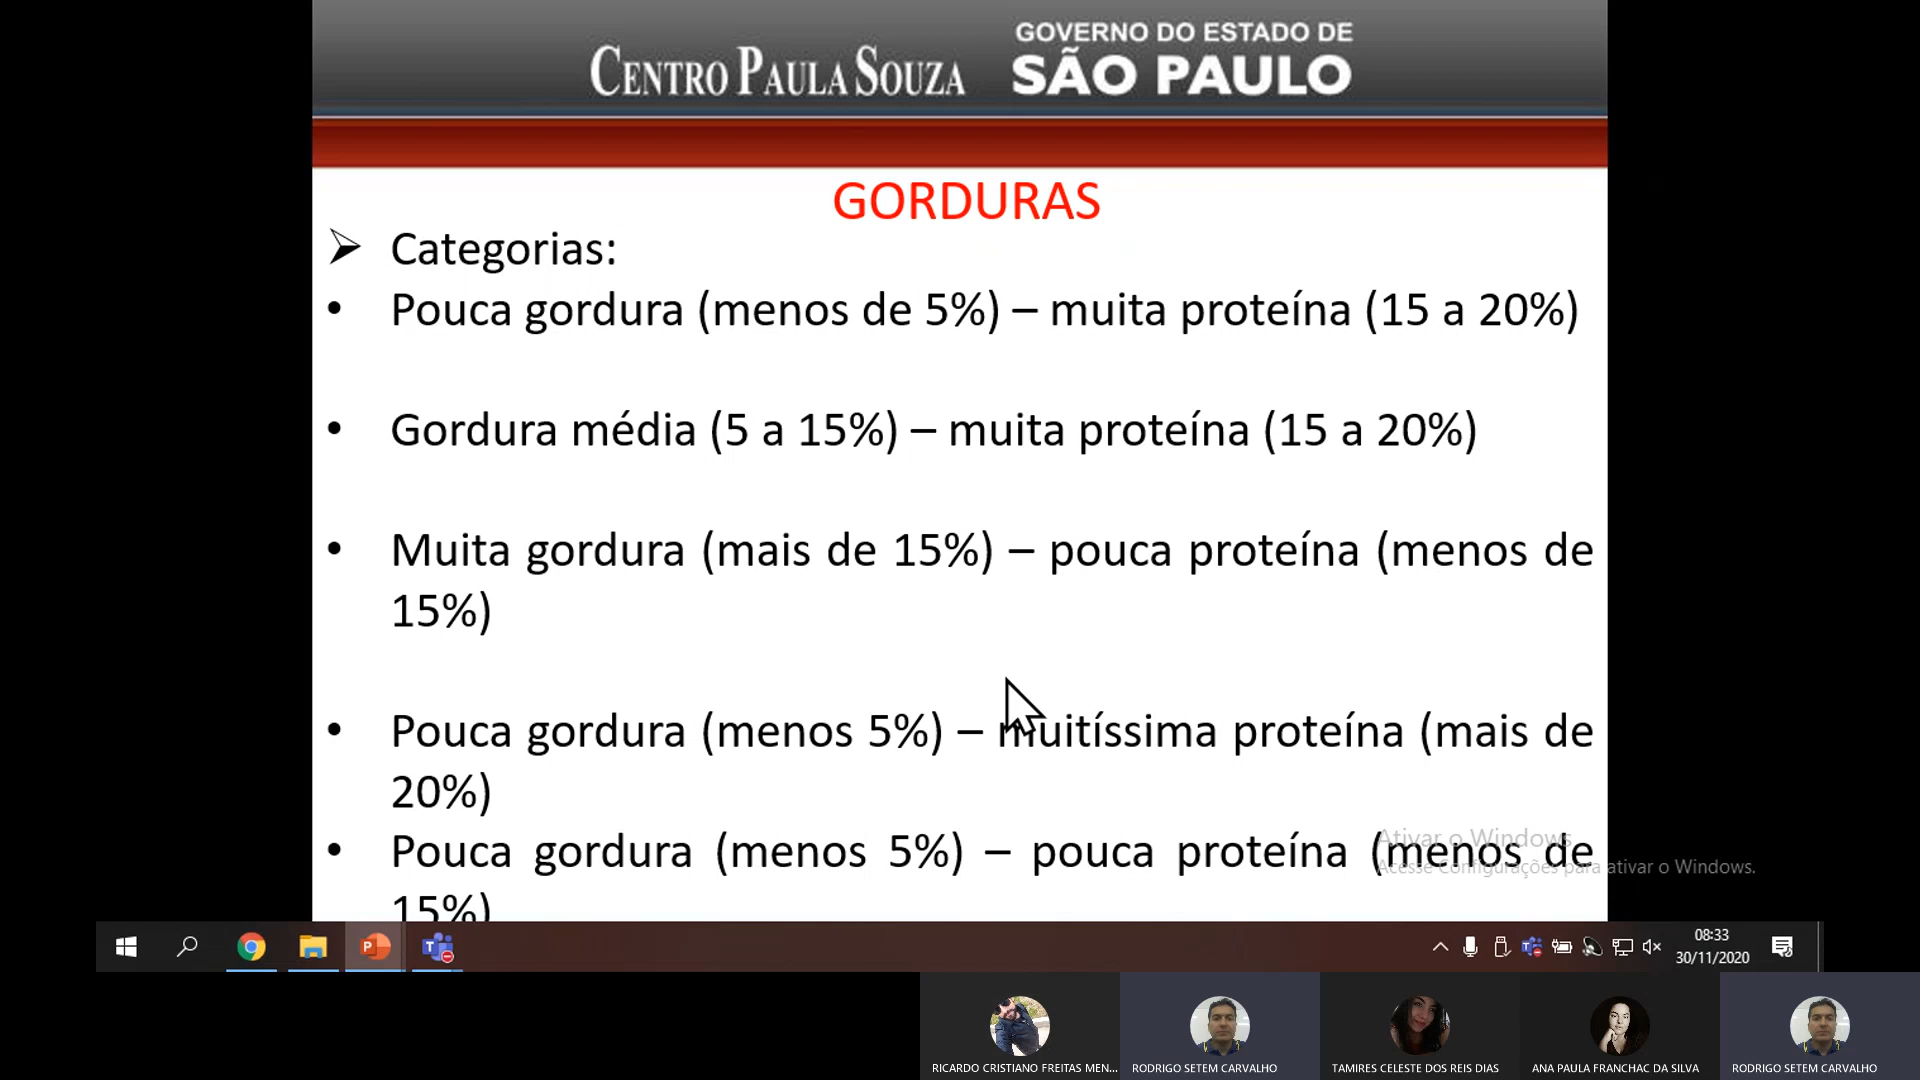 CENTRO PAULA SOUZA
GOVERNO DO ESTADO DE
SÃO PAULO
GORDURAS
➢ Categorias:
• Pouca gordura (menos de 5%) – muita proteína (15 a 20%)
• Gordura média (5 a 15%) – muita proteína (15 a 20%)
• Muita gordura (mais de 15%) – pouca proteína (menos de
15%)
• Pouca gordura (menos 5%) – muitíssima proteína (mais de
20%)
• Pouca gordura (menos 5%) – pouca proteína (menos de
15%)
Ativar o Windows
Acesse Configurações para ativar o Windows.
08:33
30/11/2020
RICARDO CRISTIANO FREITAS MEN...
RODRIGO SETEM CARVALHO
TAMIRES CELESTE DOS REIS DIAS
ANA PAULA FRANCHAC DA SILVA
RODRIGO SETEM CARVALHO